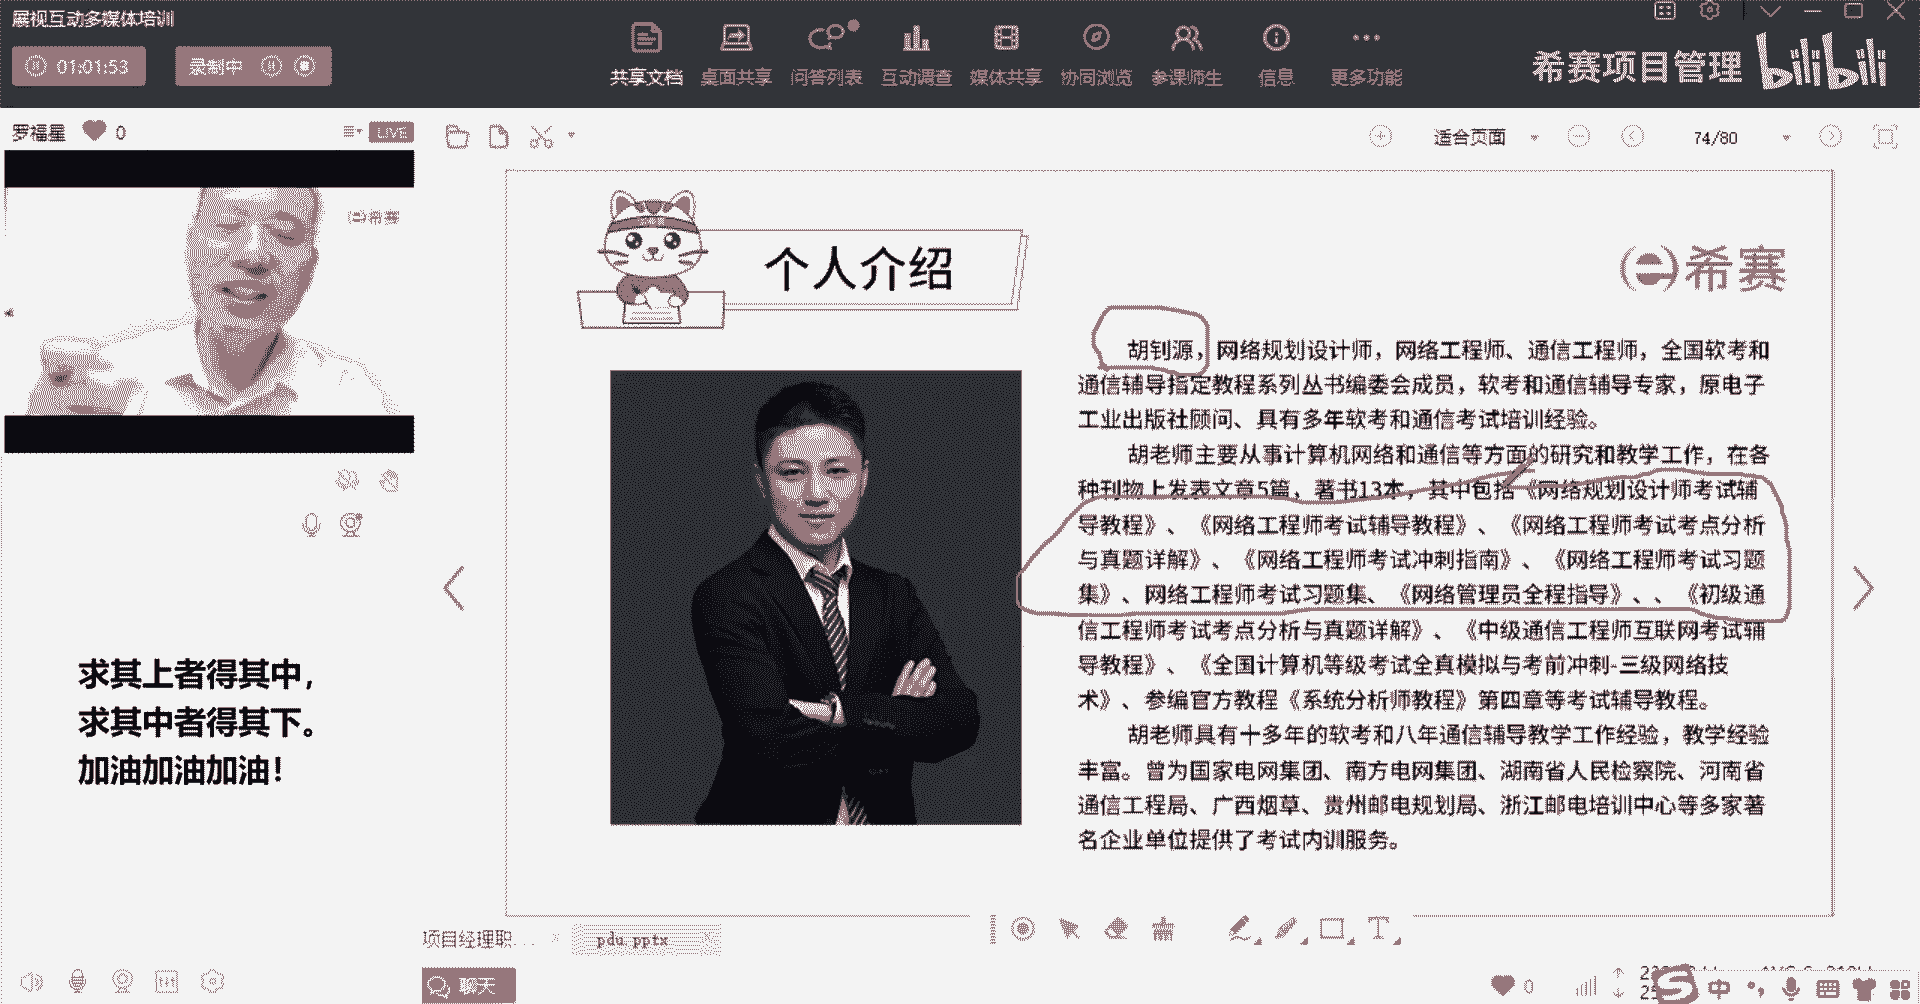 展视互动多媒体培训
01:01:53
录制中
共享文档
桌面共享
问答列表
互动调查
媒体共享
协同浏览
参课师生
信息
更多功能
希赛项目管理
bilibili
罗福星
0
LIVE
适合页面
74/80
希赛
个人介绍
希赛
胡钊源，网络规划设计师，网络工程师、通信工程师，全国软考和
通信辅导指定教程系列丛书编委会成员，软考和通信辅导专家，原电子
工业出版社顾问、具有多年软考和通信考试培训经验。
胡老师主要从事计算机网络和通信等方面的研究和教学工作，在各
种刊物上发表文章5篇，著书13本，其中包括《网络规划设计师考试辅
导教程》、《网络工程师考试辅导教程》、《网络工程师考试考点分析
与真题详解》、《网络工程师考试冲刺指南》、《网络工程师考试习题
集》、网络工程师考试习题集、《网络管理员全程指导》、、《初级通
信工程师考试考点分析与真题详解》、《中级通信工程师互联网考试辅
导教程》、《全国计算机等级考试全真模拟与考前冲刺-三级网络技
术》、参编官方教程《系统分析师教程》第四章等考试辅导教程。
胡老师具有十多年的软考和八年通信辅导教学工作经验，教学经验
丰富。曾为国家电网集团、南方电网集团、湖南省人民检察院、河南省
通信工程局、广西烟草、贵州邮电规划局、浙江邮电培训中心等多家著
名企业单位提供了考试内训服务。
求其上者得其中，
求其中者得其下。
加油加油加油！
项目经理职...
pdu.pptx
聊天
0
中